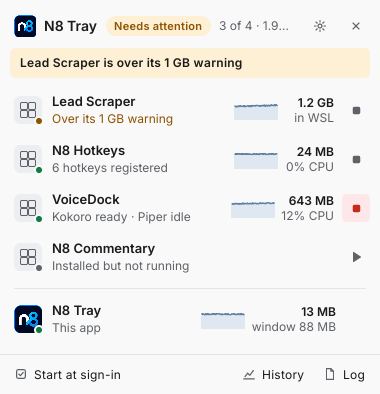 n8 N8 Tray Needs attention 3 of 4 · 1.9...
Lead Scraper is over its 1 GB warning
Lead Scraper 1.2 GB
Over its 1 GB warning in WSL
N8 Hotkeys 24 MB
6 hotkeys registered 0% CPU
VoiceDock 643 MB
Kokoro ready · Piper idle 12% CPU
N8 Commentary
Installed but not running
n8 N8 Tray 13 MB
This app window 88 MB
Start at sign-in History Log